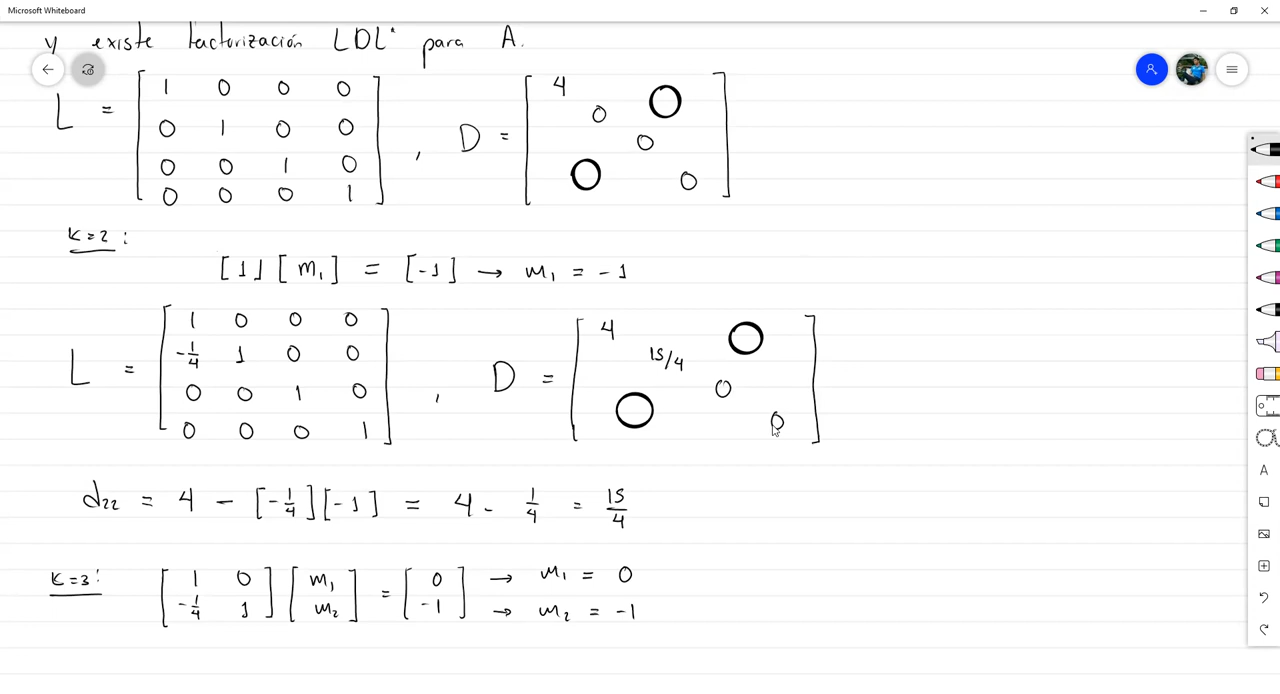 Microsoft Whiteboard
y existe factorización LDL* para A.
L = [ 1 0 0 0 ; 0 1 0 0 ; 0 0 1 0 ; 0 0 0 1 ] , D = [ 4 0 0 0 O O ]
k=2:
[1][m₁] = [-1] → m₁ = -1
L = [ 1 0 0 0 ; -1/4 1 0 0 ; 0 0 1 0 ; 0 0 0 1 ] , D = [ 4 15/4 0 0 O O ]
d₂₂ = 4 - [-1/4][-1] = 4 - 1/4 = 15/4
k=3: [ 1 0 ; -1/4 1 ] [ m₁ ; m₂ ] = [ 0 ; -1 ] → m₁ = 0
→ m₂ = -1
A